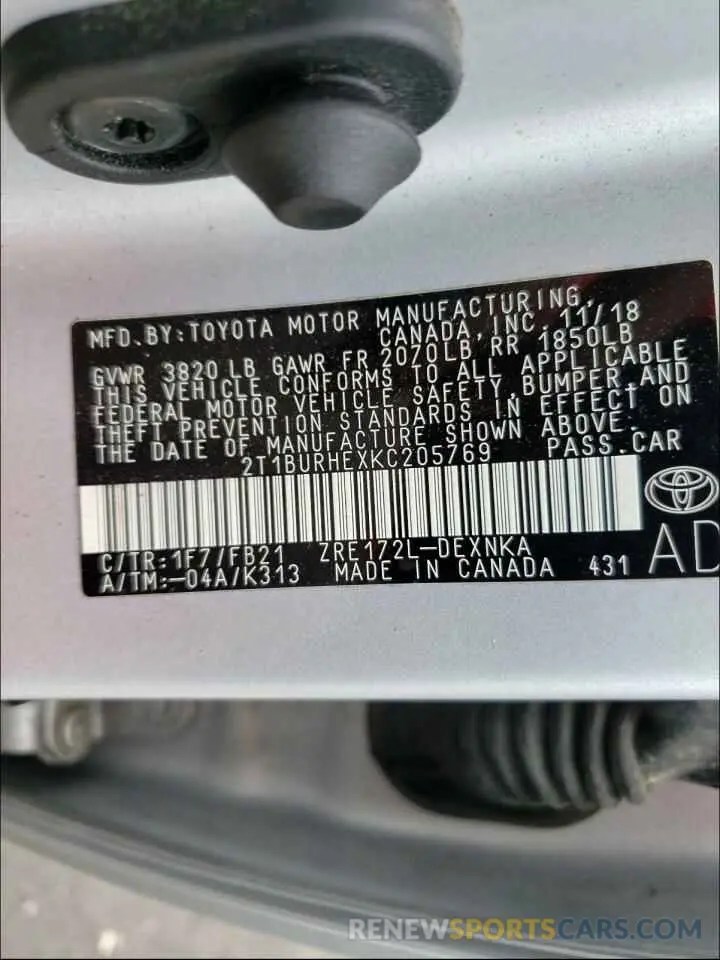 MFD. BY: TOYOTA MOTOR MANUFACTURING,
CANADA, INC. 11/18
GVWR 3820 LB GAWR FR 2070LB RR 1850LB
THIS VEHICLE CONFORMS TO ALL APPLICABLE
FEDERAL MOTOR VEHICLE SAFETY, BUMPER, AND
THEFT PREVENTION STANDARDS IN EFFECT ON
THE DATE OF MANUFACTURE SHOWN ABOVE.
2T1BURHEXKC205769 PASS. CAR
C/TR: 1F7/FB21 ZRE172L-DEXNKA
A/TM: -04A/K313 MADE IN CANADA 431
AD
RENEWSPORTSCARS.COM